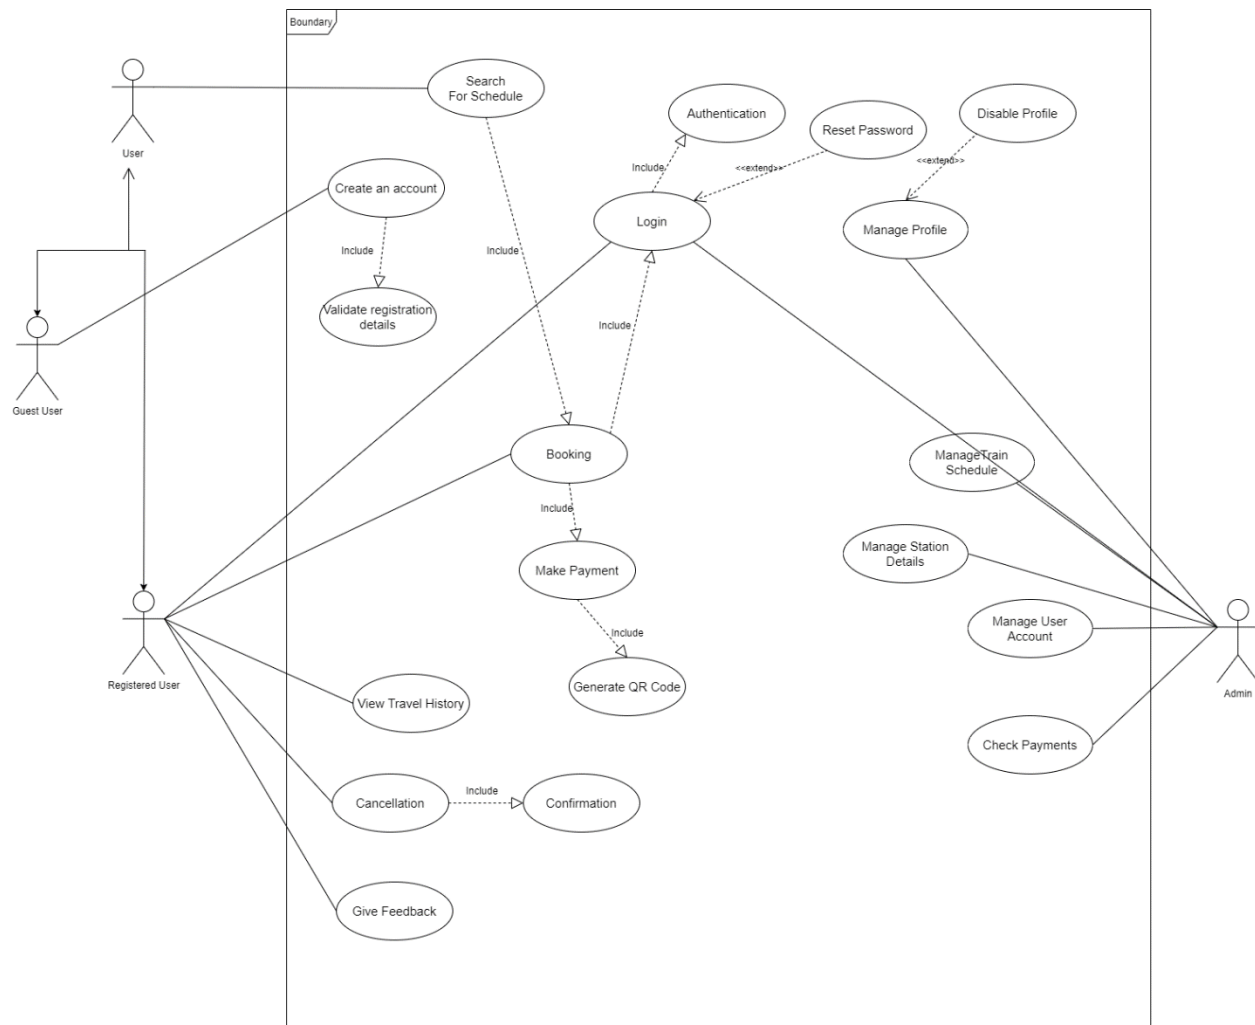 Boundary
Search
For Schedule
User
Authentication
Reset Password
Disable Profile
Include
<<extend>>
<<extend>>
Create an account
Login
Manage Profile
Include
Include
Validate registration
details
Include
Guest User
Booking
ManageTrain
Schedule
Include
Make Payment
Manage Station
Details
Include
Manage User
Account
Registered User
Generate QR Code
Admin
View Travel History
Check Payments
Cancellation
Include
Confirmation
Give Feedback